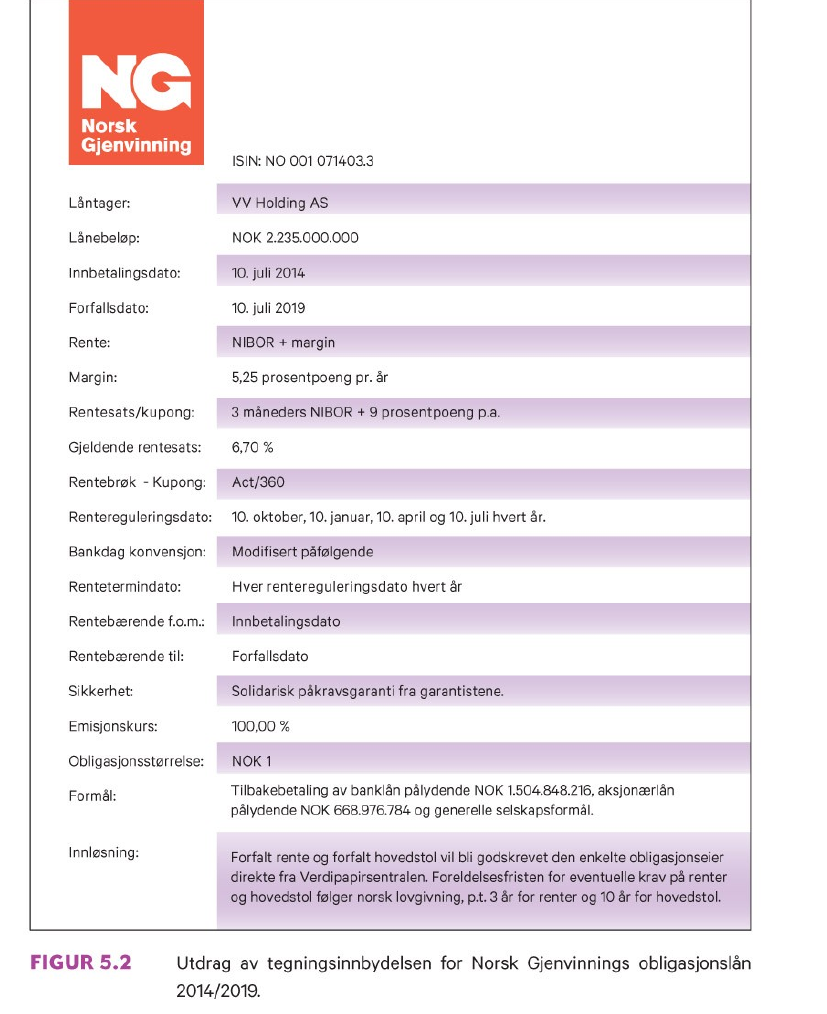 NG
Norsk
Gjenvinning
ISIN: NO 001 071403.3
Låntager: VV Holding AS
Lånebeløp: NOK 2.235.000.000
Innbetalingsdato: 10. juli 2014
Forfallsdato: 10. juli 2019
Rente: NIBOR + margin
Margin: 5,25 prosentpoeng pr. år
Rentesats/kupong: 3 måneders NIBOR + 9 prosentpoeng p.a.
Gjeldende rentesats: 6,70 %
Rentebrøk - Kupong: Act/360
Rentereguleringsdato: 10. oktober, 10. januar, 10. april og 10. juli hvert år.
Bankdag konvensjon: Modifisert påfølgende
Rentetermindato: Hver rentereguleringsdato hvert år
Rentebærende f.o.m.: Innbetalingsdato
Rentebærende til: Forfallsdato
Sikkerhet: Solidarisk påkravsgaranti fra garantistene.
Emisjonskurs: 100,00 %
Obligasjonsstørrelse: NOK 1
Formål: Tilbakebetaling av banklån pålydende NOK 1.504.848.216, aksjonærlån
pålydende NOK 668.976.784 og generelle selskapsformål.
Innløsning: Forfalt rente og forfalt hovedstol vil bli godskrevet den enkelte obligasjonseier
direkte fra Verdipapirsentralen. Foreldelsesfristen for eventuelle krav på renter
og hovedstol følger norsk lovgivning, p.t. 3 år for renter og 10 år for hovedstol.
FIGUR 5.2 Utdrag av tegningsinnbydelsen for Norsk Gjenvinnings obligasjonslån
2014/2019.